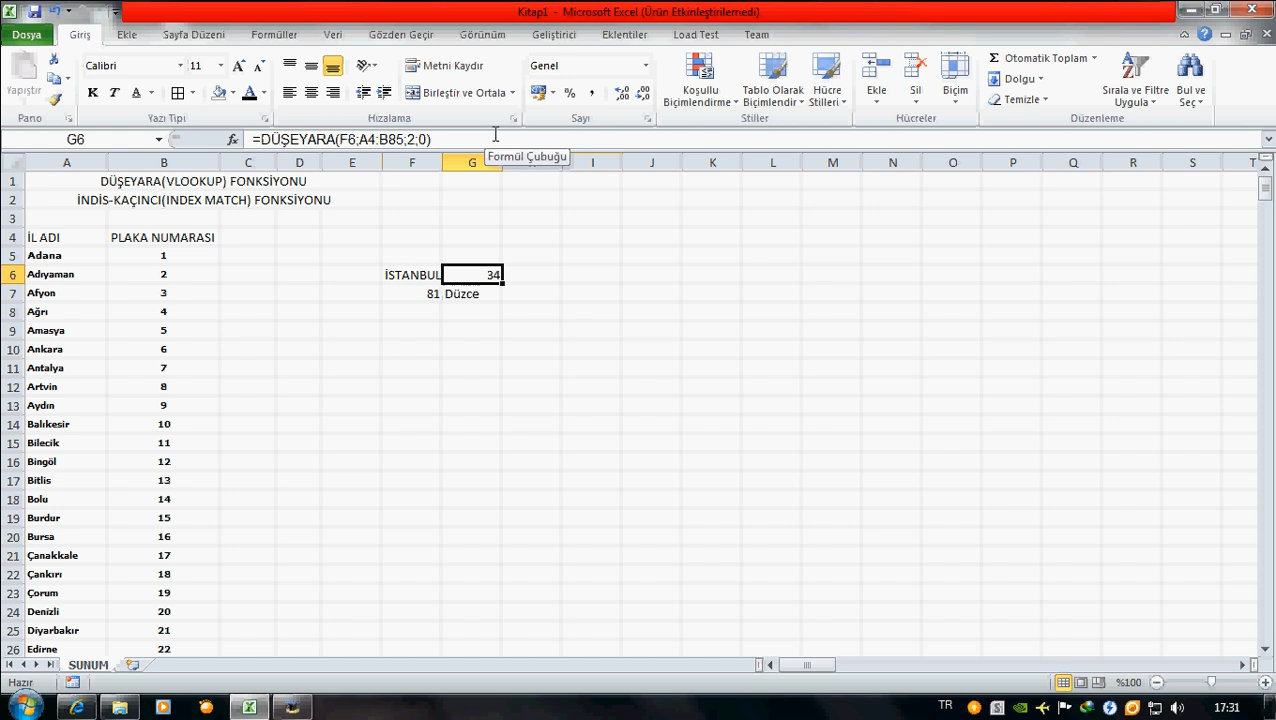 Kitap1 - Microsoft Excel (Ürün Etkinleştirilemedi)
Dosya Giriş Ekle Sayfa Düzeni Formüller Veri Gözden Geçir Görünüm Geliştirici Eklentiler Load Test Team
Yapıştır
Calibri 11
K T A A
Metni Kaydır
Birleştir ve Ortala
Genel
Koşullu Biçimlendirme
Tablo Olarak Biçimlendir
Hücre Stilleri
Ekle
Sil
Biçim
Σ Otomatik Toplam
Dolgu
Temizle
Sırala ve Filtre Uygula
Bul ve Seç
Pano Yazı Tipi Hizalama Sayı Stiller Hücreler Düzenleme
G6 fx =DÜŞEYARA(F6;A4:B85;2;0)
Formül Çubuğu
A B C D E F G I J K L M N O P Q R S T
1 DÜŞEYARA(VLOOKUP) FONKSİYONU
2 İNDİS-KAÇINCI(INDEX MATCH) FONKSİYONU
3
4 İL ADI PLAKA NUMARASI
5 Adana 1
6 Adıyaman 2 İSTANBUL 34
7 Afyon 3 81 Düzce
8 Ağrı 4
9 Amasya 5
10 Ankara 6
11 Antalya 7
12 Artvin 8
13 Aydın 9
14 Balıkesir 10
15 Bilecik 11
16 Bingöl 12
17 Bitlis 13
18 Bolu 14
19 Burdur 15
20 Bursa 16
21 Çanakkale 17
22 Çankırı 18
23 Çorum 19
24 Denizli 20
25 Diyarbakır 21
26 Edirne 22
SUNUM
Hazır %100
TR 17:31